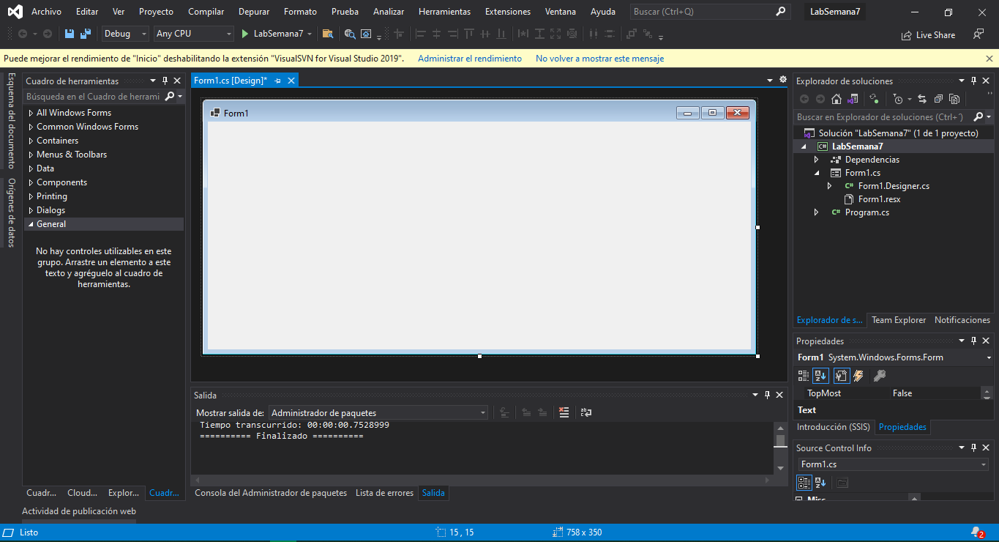 Archivo Editar Ver Proyecto Compilar Depurar Formato Prueba Analizar Herramientas Extensiones Ventana Ayuda Buscar (Ctrl+Q) LabSemana7
Debug Any CPU LabSemana7 Live Share
Puede mejorar el rendimiento de "Inicio" deshabilitando la extensión "VisualSVN for Visual Studio 2019". Administrar el rendimiento No volver a mostrar este mensaje
Esquema del documento
Orígenes de datos
Cuadro de herramientas
Búsqueda en el Cuadro de herrami
All Windows Forms
Common Windows Forms
Containers
Menus & Toolbars
Data
Components
Printing
Dialogs
General
No hay controles utilizables en este
grupo. Arrastre un elemento a este
texto y agréguelo al cuadro de
herramientas.
Cuadr... Cloud... Explor... Cuadr...
Form1.cs [Design]*
Form1
Salida
Mostrar salida de: Administrador de paquetes
Tiempo transcurrido: 00:00:00.7528999
========== Finalizado ==========
Consola del Administrador de paquetes Lista de errores Salida
Explorador de soluciones
Buscar en Explorador de soluciones (Ctrl+´)
Solución "LabSemana7" (1 de 1 proyecto)
LabSemana7
Dependencias
Form1.cs
Form1.Designer.cs
Form1.resx
Program.cs
Explorador de s... Team Explorer Notificaciones
Propiedades
Form1 System.Windows.Forms.Form
TopMost False
Text
Introducción (SSIS) Propiedades
Source Control Info
Form1.cs
Misc
Actividad de publicación web
Listo 15 , 15 758 x 350 2